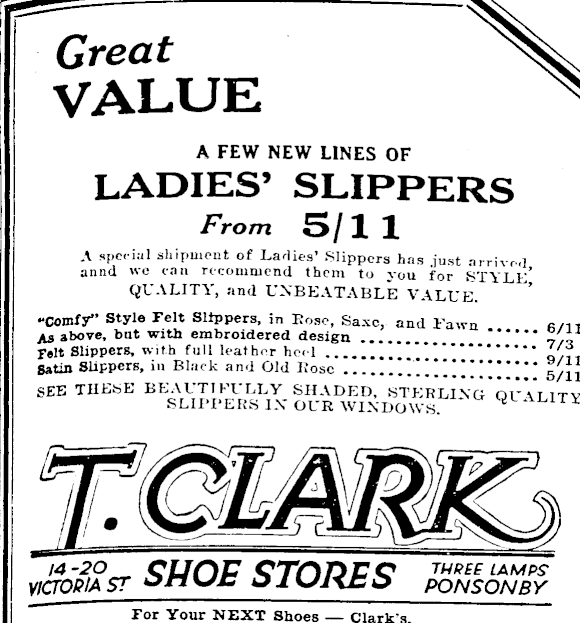 Great
VALUE
A FEW NEW LINES OF
LADIES' SLIPPERS
From 5/11
A special shipment of Ladies' Slippers has just arrived,
annd we can recommend them to you for STYLE,
QUALITY, and UNBEATABLE VALUE.
"Comfy" Style Felt Slippers, in Rose, Saxe, and Fawn ...... 6/11
As above, but with embroidered design .................. 7/3
Felt Slippers, with full leather heel ...................... 9/11
Satin Slippers, in Black and Old Rose .................... 5/11
SEE THESE BEAUTIFULLY SHADED, STERLING QUALITY
SLIPPERS IN OUR WINDOWS.
T. CLARK
14-20 VICTORIA ST SHOE STORES THREE LAMPS PONSONBY
For Your NEXT Shoes — Clark's.